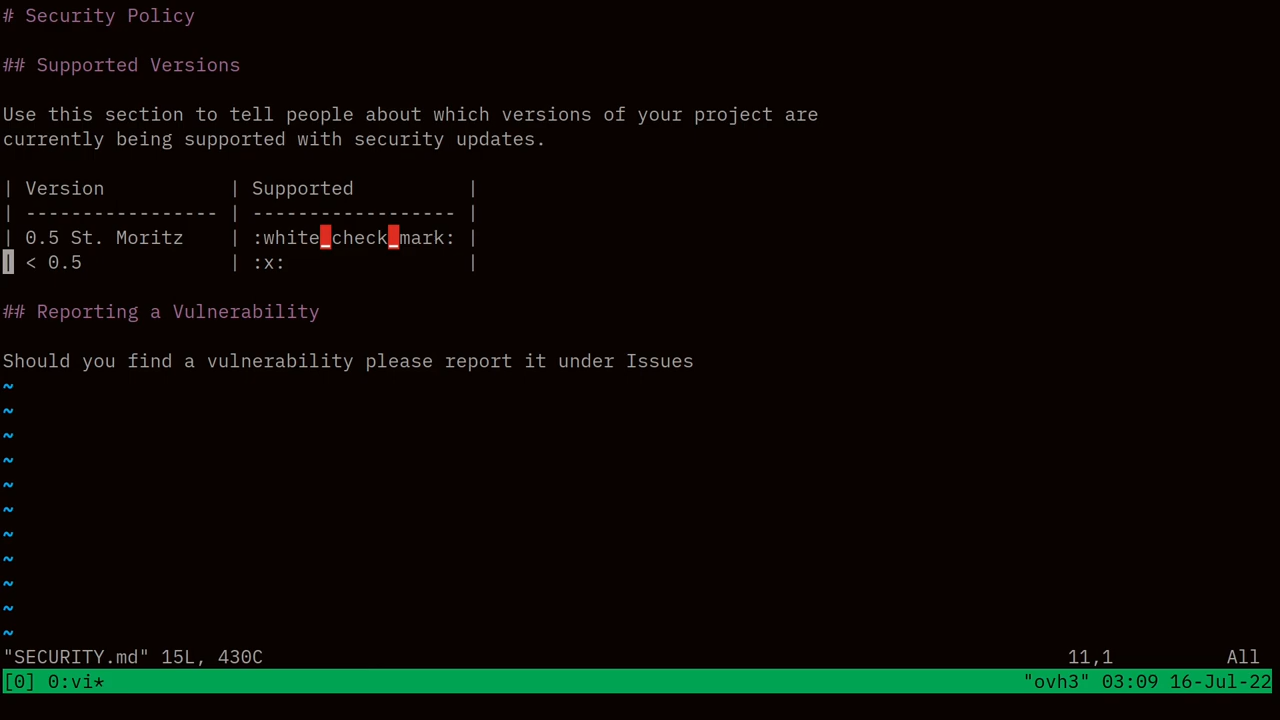 # Security Policy
## Supported Versions
Use this section to tell people about which versions of your project are
currently being supported with security updates.
| Version           | Supported          |
| ----------------- | ------------------ |
| 0.5 St. Moritz    | :white_check_mark: |
| < 0.5             | :x:                |
## Reporting a Vulnerability
Should you find a vulnerability please report it under Issues
~
~
~
~
~
~
~
~
~
~
~
"SECURITY.md" 15L, 430C 11,1 All
[0] 0:vi* "ovh3" 03:09 16-Jul-22